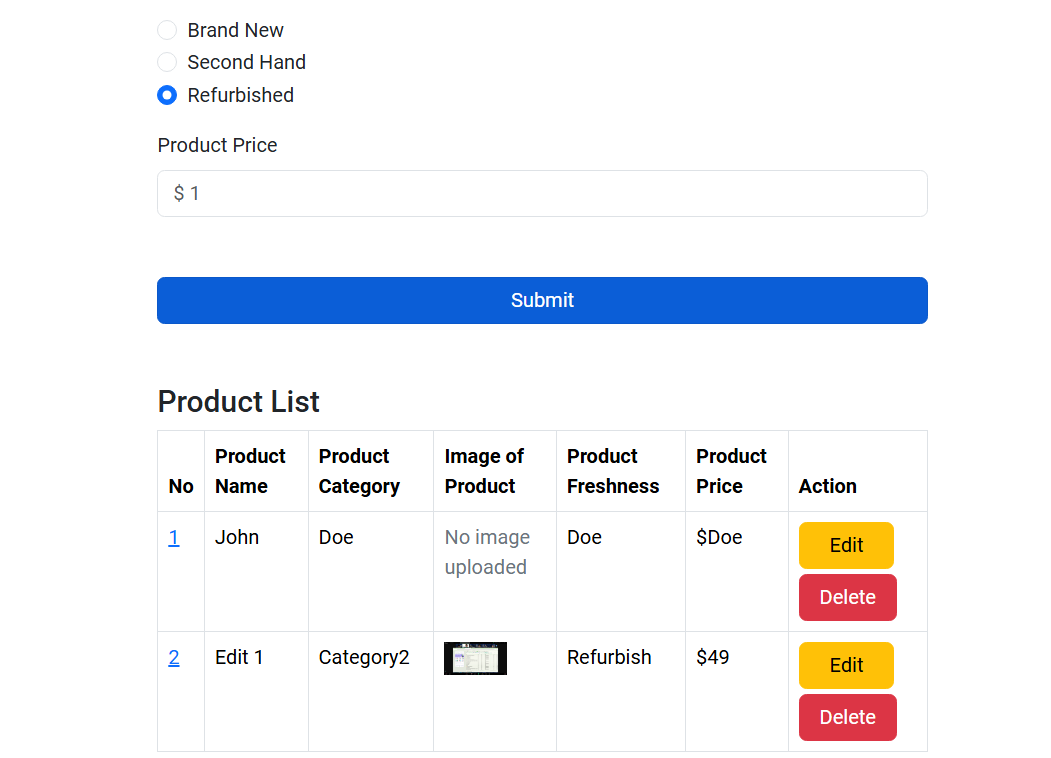 Brand New
Second Hand
Refurbished
Product Price
$ 1
Submit
Product List
No Product Name Product Category Image of Product Product Freshness Product Price Action
1 John Doe No image uploaded Doe $Doe Edit
Delete
2 Edit 1 Category2 Refurbish $49 Edit
Delete